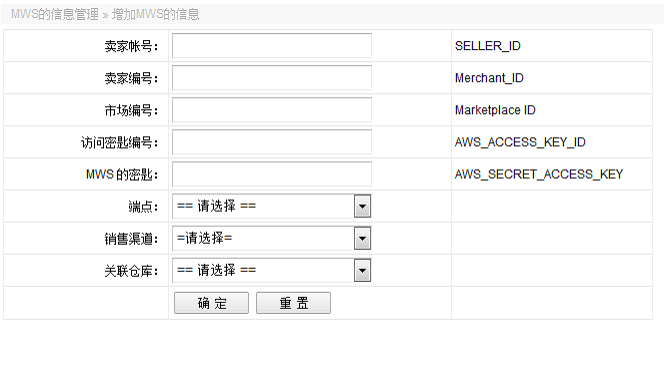 MWS的信息管理 » 增加MWS的信息
卖家帐号： SELLER_ID
卖家编号： Merchant_ID
市场编号： Marketplace ID
访问密匙编号： AWS_ACCESS_KEY_ID
MWS 的密匙： AWS_SECRET_ACCESS_KEY
端点： == 请选择 ==
销售渠道： =请选择=
关联仓库： == 请选择 ==
确 定 重 置